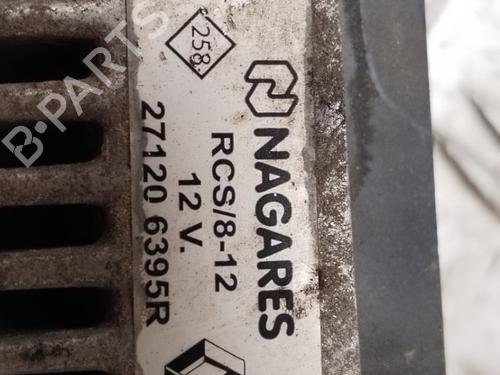 258
NAGARES
RCS/8-12
12 V.
27120 6395R
B-PARTS